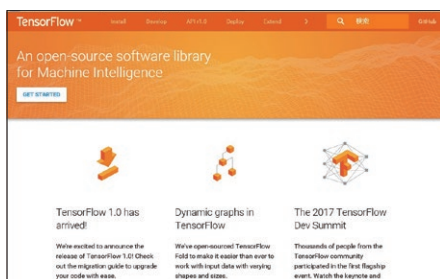 TensorFlow™ Install Develop API r1.0 Deploy Extend 検索 GitHub
An open-source software library
for Machine Intelligence
GET STARTED
TensorFlow 1.0 has
arrived!
We're excited to announce the
release of TensorFlow 1.0! Check
out the migration guide to upgrade
your code with ease.
Dynamic graphs in
TensorFlow
We've open-sourced TensorFlow
Fold to make it easier than ever to
work with input data with varying
shapes and sizes.
The 2017 TensorFlow
Dev Summit
Thousands of people from the
TensorFlow community
participated in the first flagship
event. Watch the keynote and